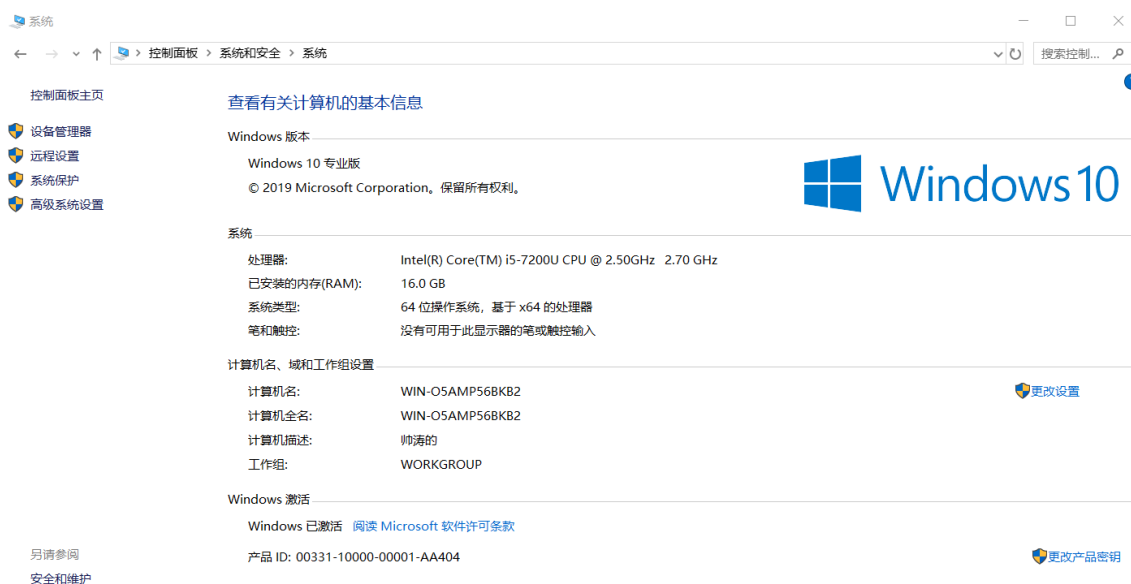 系统
控制面板 系统和安全 系统
搜索控制...
控制面板主页
设备管理器
远程设置
系统保护
高级系统设置
查看有关计算机的基本信息
Windows 版本
Windows 10 专业版
© 2019 Microsoft Corporation。保留所有权利。
Windows 10
系统
处理器: Intel(R) Core(TM) i5-7200U CPU @ 2.50GHz 2.70 GHz
已安装的内存(RAM): 16.0 GB
系统类型: 64 位操作系统，基于 x64 的处理器
笔和触控: 没有可用于此显示器的笔或触控输入
计算机名、域和工作组设置
计算机名: WIN-O5AMP56BKB2
更改设置
计算机全名: WIN-O5AMP56BKB2
计算机描述: 帅涛的
工作组: WORKGROUP
Windows 激活
Windows 已激活 阅读 Microsoft 软件许可条款
产品 ID: 00331-10000-00001-AA404
更改产品密钥
另请参阅
安全和维护